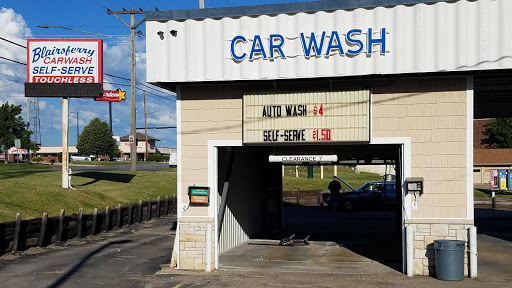 Blairsferry
CARWASH
SELF-SERVE
TOUCHLESS
CAR WASH
AUTO WASH $4
SELF-SERVE $1.50
CLEARANCE 7'